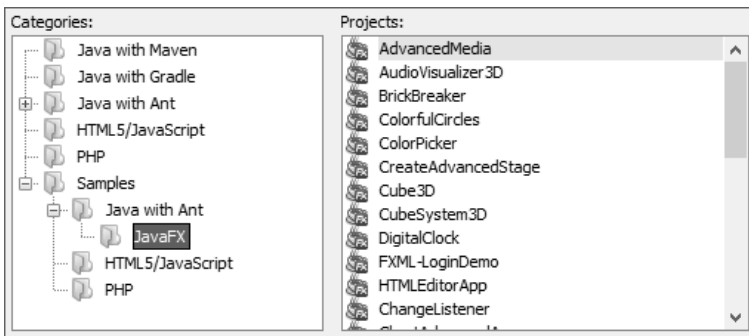 Categories:
Java with Maven
Java with Gradle
Java with Ant
HTML5/JavaScript
PHP
Samples
Java with Ant
JavaFX
HTML5/JavaScript
PHP
Projects:
AdvancedMedia
AudioVisualizer3D
BrickBreaker
ColorfulCircles
ColorPicker
CreateAdvancedStage
Cube3D
CubeSystem3D
DigitalClock
FXML-LoginDemo
HTMLEditorApp
ChangeListener